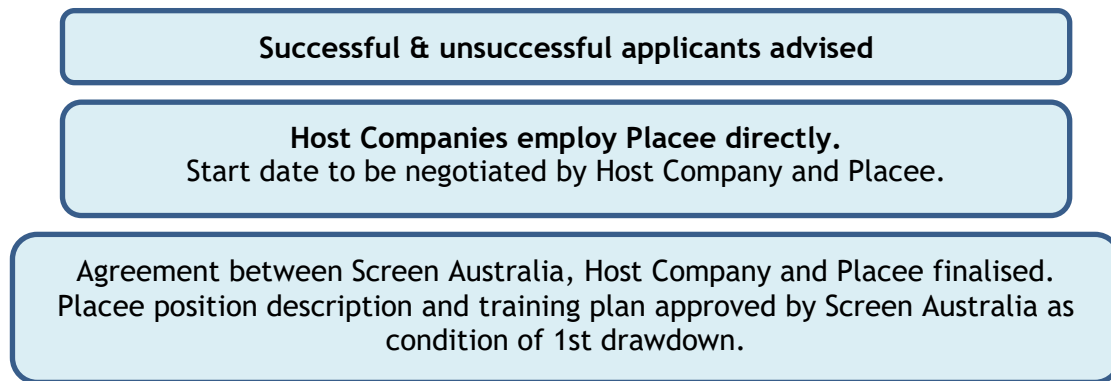 Successful & unsuccessful applicants advised
Host Companies employ Placee directly.
Start date to be negotiated by Host Company and Placee.
Agreement between Screen Australia, Host Company and Placee finalised.
Placee position description and training plan approved by Screen Australia as
condition of 1st drawdown.